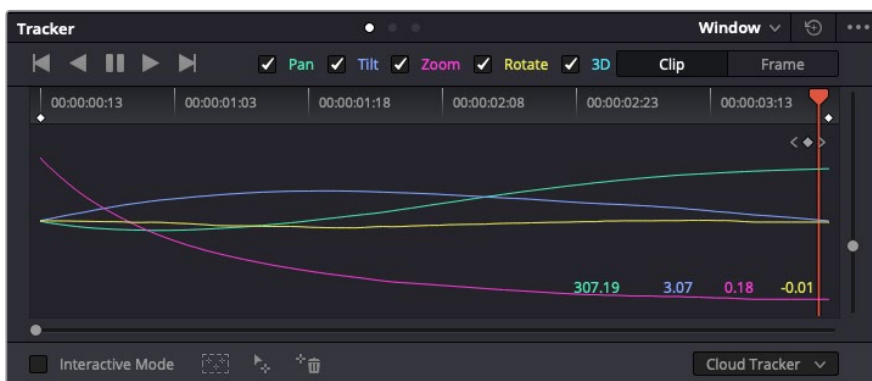 Tracker Window
Pan Tilt Zoom Rotate 3D Clip Frame
00:00:00:13 00:00:01:03 00:00:01:18 00:00:02:08 00:00:02:23 00:00:03:13
307.19 3.07 0.18 -0.01
Interactive Mode Cloud Tracker